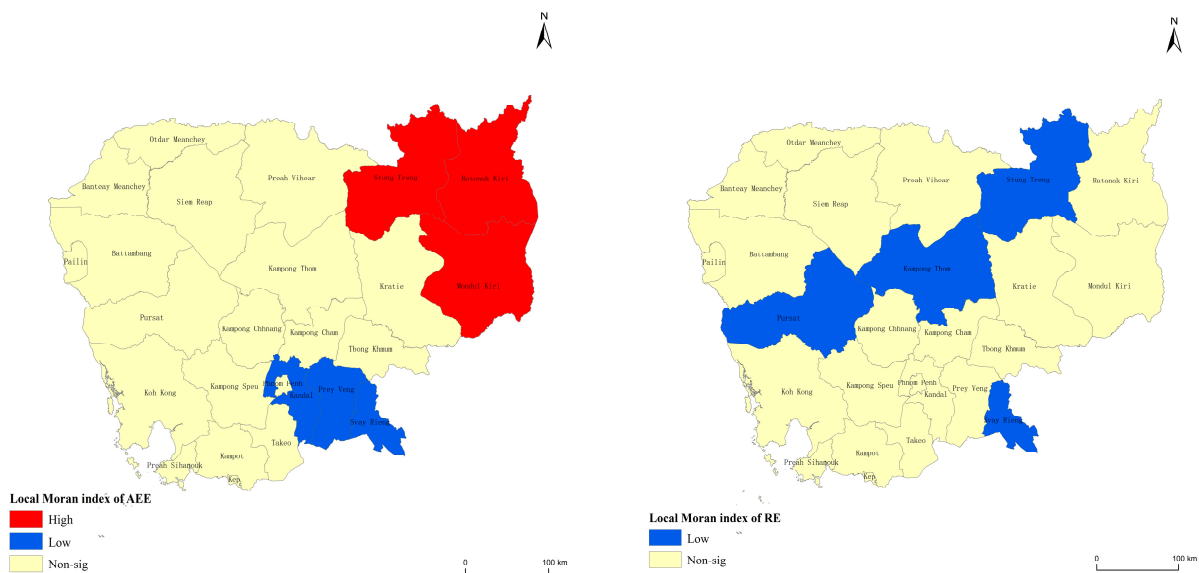 N
Otdar Meanchey
Banteay Meanchey
Siem Reap
Preah Vihear
Stung Treng
Ratanak Kiri
Battambang
Pailin
Kampong Thom
Kratie
Mondul Kiri
Pursat
Kampong Chhnang
Kampong Cham
Tbong Khmum
Koh Kong
Kampong Speu
Phnom Penh
Kandal
Prey Veng
Svay Rieng
Takeo
Kampot
Preah Sihanouk
Kep
Local Moran index of AEE
High
Low
Non-sig
0 100 km
N
Otdar Meanchey
Banteay Meanchey
Siem Reap
Preah Vihear
Stung Treng
Ratanak Kiri
Battambang
Pailin
Kampong Thom
Kratie
Mondul Kiri
Pursat
Kampong Chhnang
Kampong Cham
Tbong Khmum
Koh Kong
Kampong Speu
Phnom Penh
Kandal
Prey Veng
Svay Rieng
Takeo
Kampot
Preah Sihanouk
Kep
Local Moran index of RE
Low
Non-sig
0 100 km